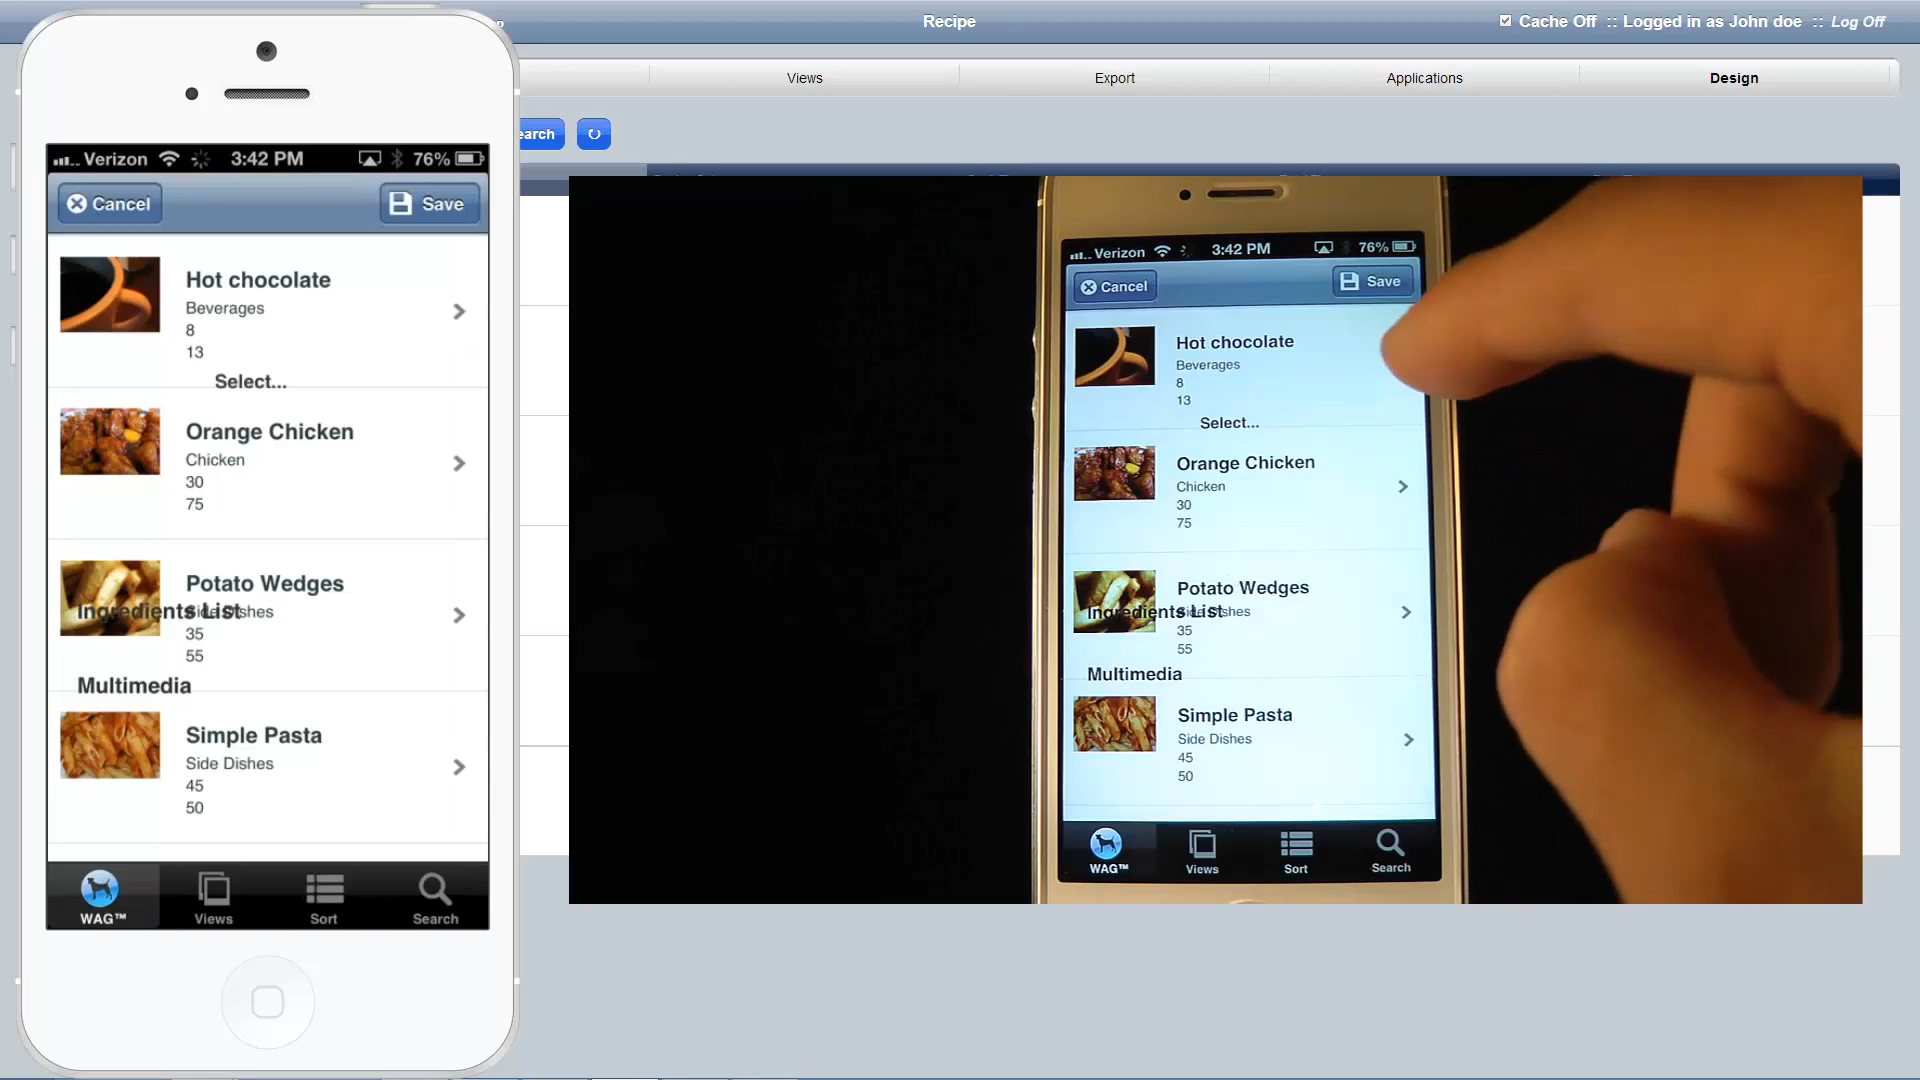 Recipe
Cache Off :: Logged in as John doe :: Log Off
Views
Export
Applications
Design
earch
Verizon
3:42 PM
76%
Cancel
Save
Hot chocolate
Beverages
8
13
Select...
Orange Chicken
Chicken
30
75
Potato Wedges
Ingredients List
Side Dishes
35
55
Multimedia
Simple Pasta
Side Dishes
45
50
WAG™
Views
Sort
Search
Verizon
3:42 PM
76%
Cancel
Save
Hot chocolate
Beverages
8
13
Select...
Orange Chicken
Chicken
30
75
Potato Wedges
Ingredients List
Side Dishes
35
55
Multimedia
Simple Pasta
Side Dishes
45
50
WAG™
Views
Sort
Search